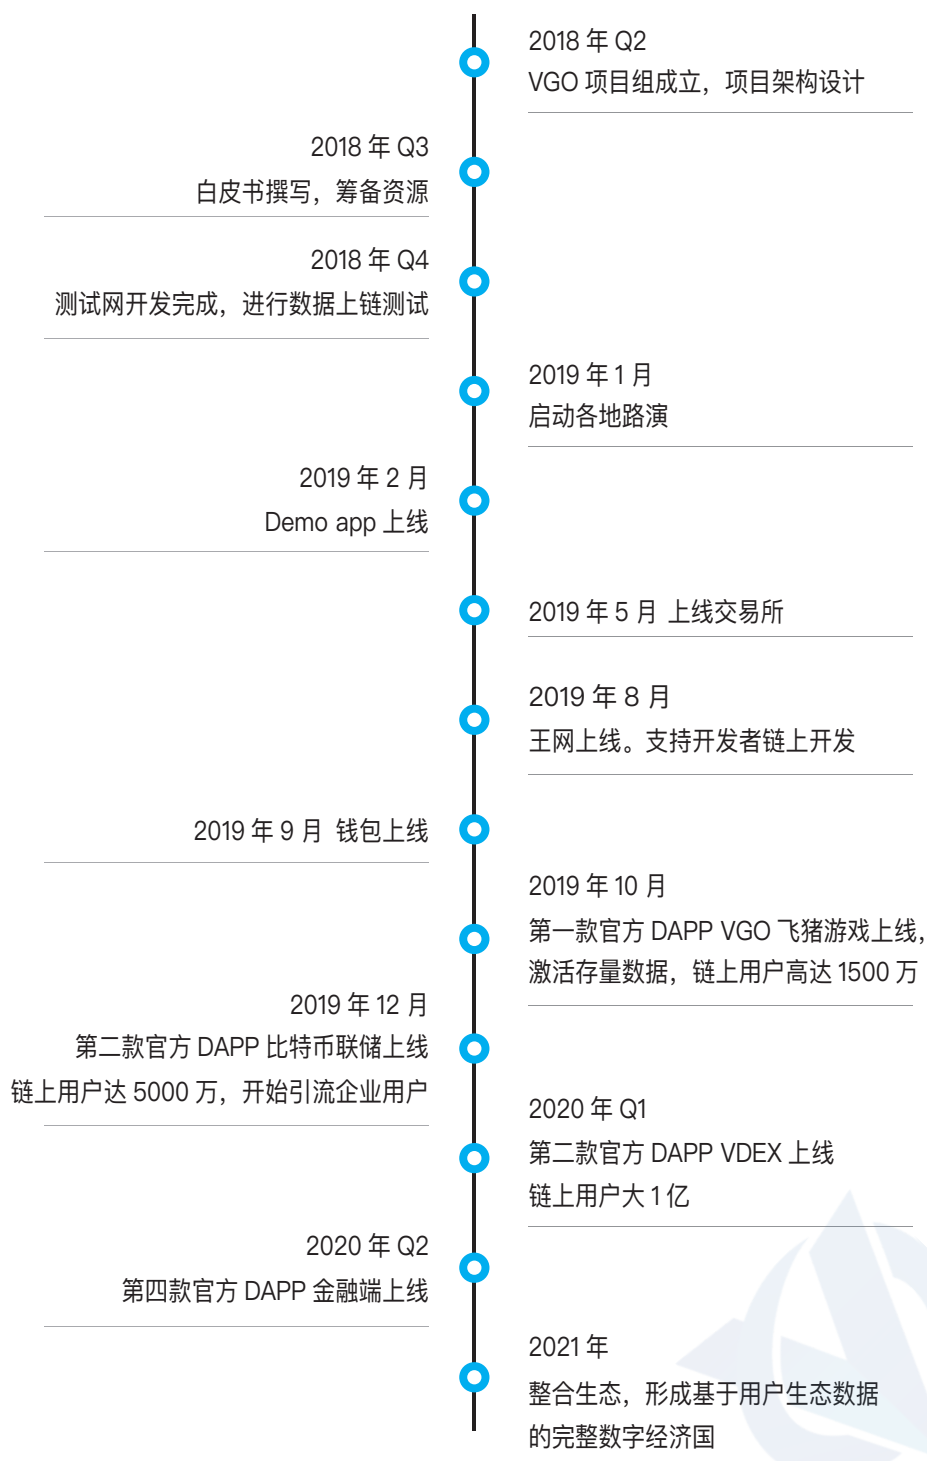 2018 年 Q2
VGO 项目组成立，项目架构设计
2018 年 Q3
白皮书撰写，筹备资源
2018 年 Q4
测试网开发完成，进行数据上链测试
2019 年 1 月
启动各地路演
2019 年 2 月
Demo app 上线
2019 年 5 月 上线交易所
2019 年 8 月
王网上线。支持开发者链上开发
2019 年 9 月 钱包上线
2019 年 10 月
第一款官方 DAPP VGO 飞猪游戏上线，
激活存量数据，链上用户高达 1500 万
2019 年 12 月
第二款官方 DAPP 比特币联储上线
链上用户达 5000 万，开始引流企业用户
2020 年 Q1
第二款官方 DAPP VDEX 上线
链上用户大 1 亿
2020 年 Q2
第四款官方 DAPP 金融端上线
2021 年
整合生态，形成基于用户生态数据
的完整数字经济国